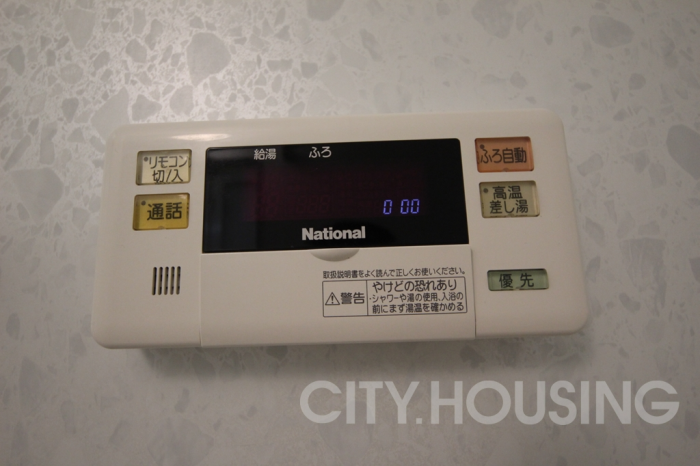 給湯 ふろ
リモコン
切/入
通話
0 00
National
ふろ自動
高温
差し湯
優先
取扱説明書をよく読んで正しくお使いください。
警告
やけどの恐れあり
・シャワーや湯の使用、入浴の
前にまず湯温を確かめる
CITY.HOUSING